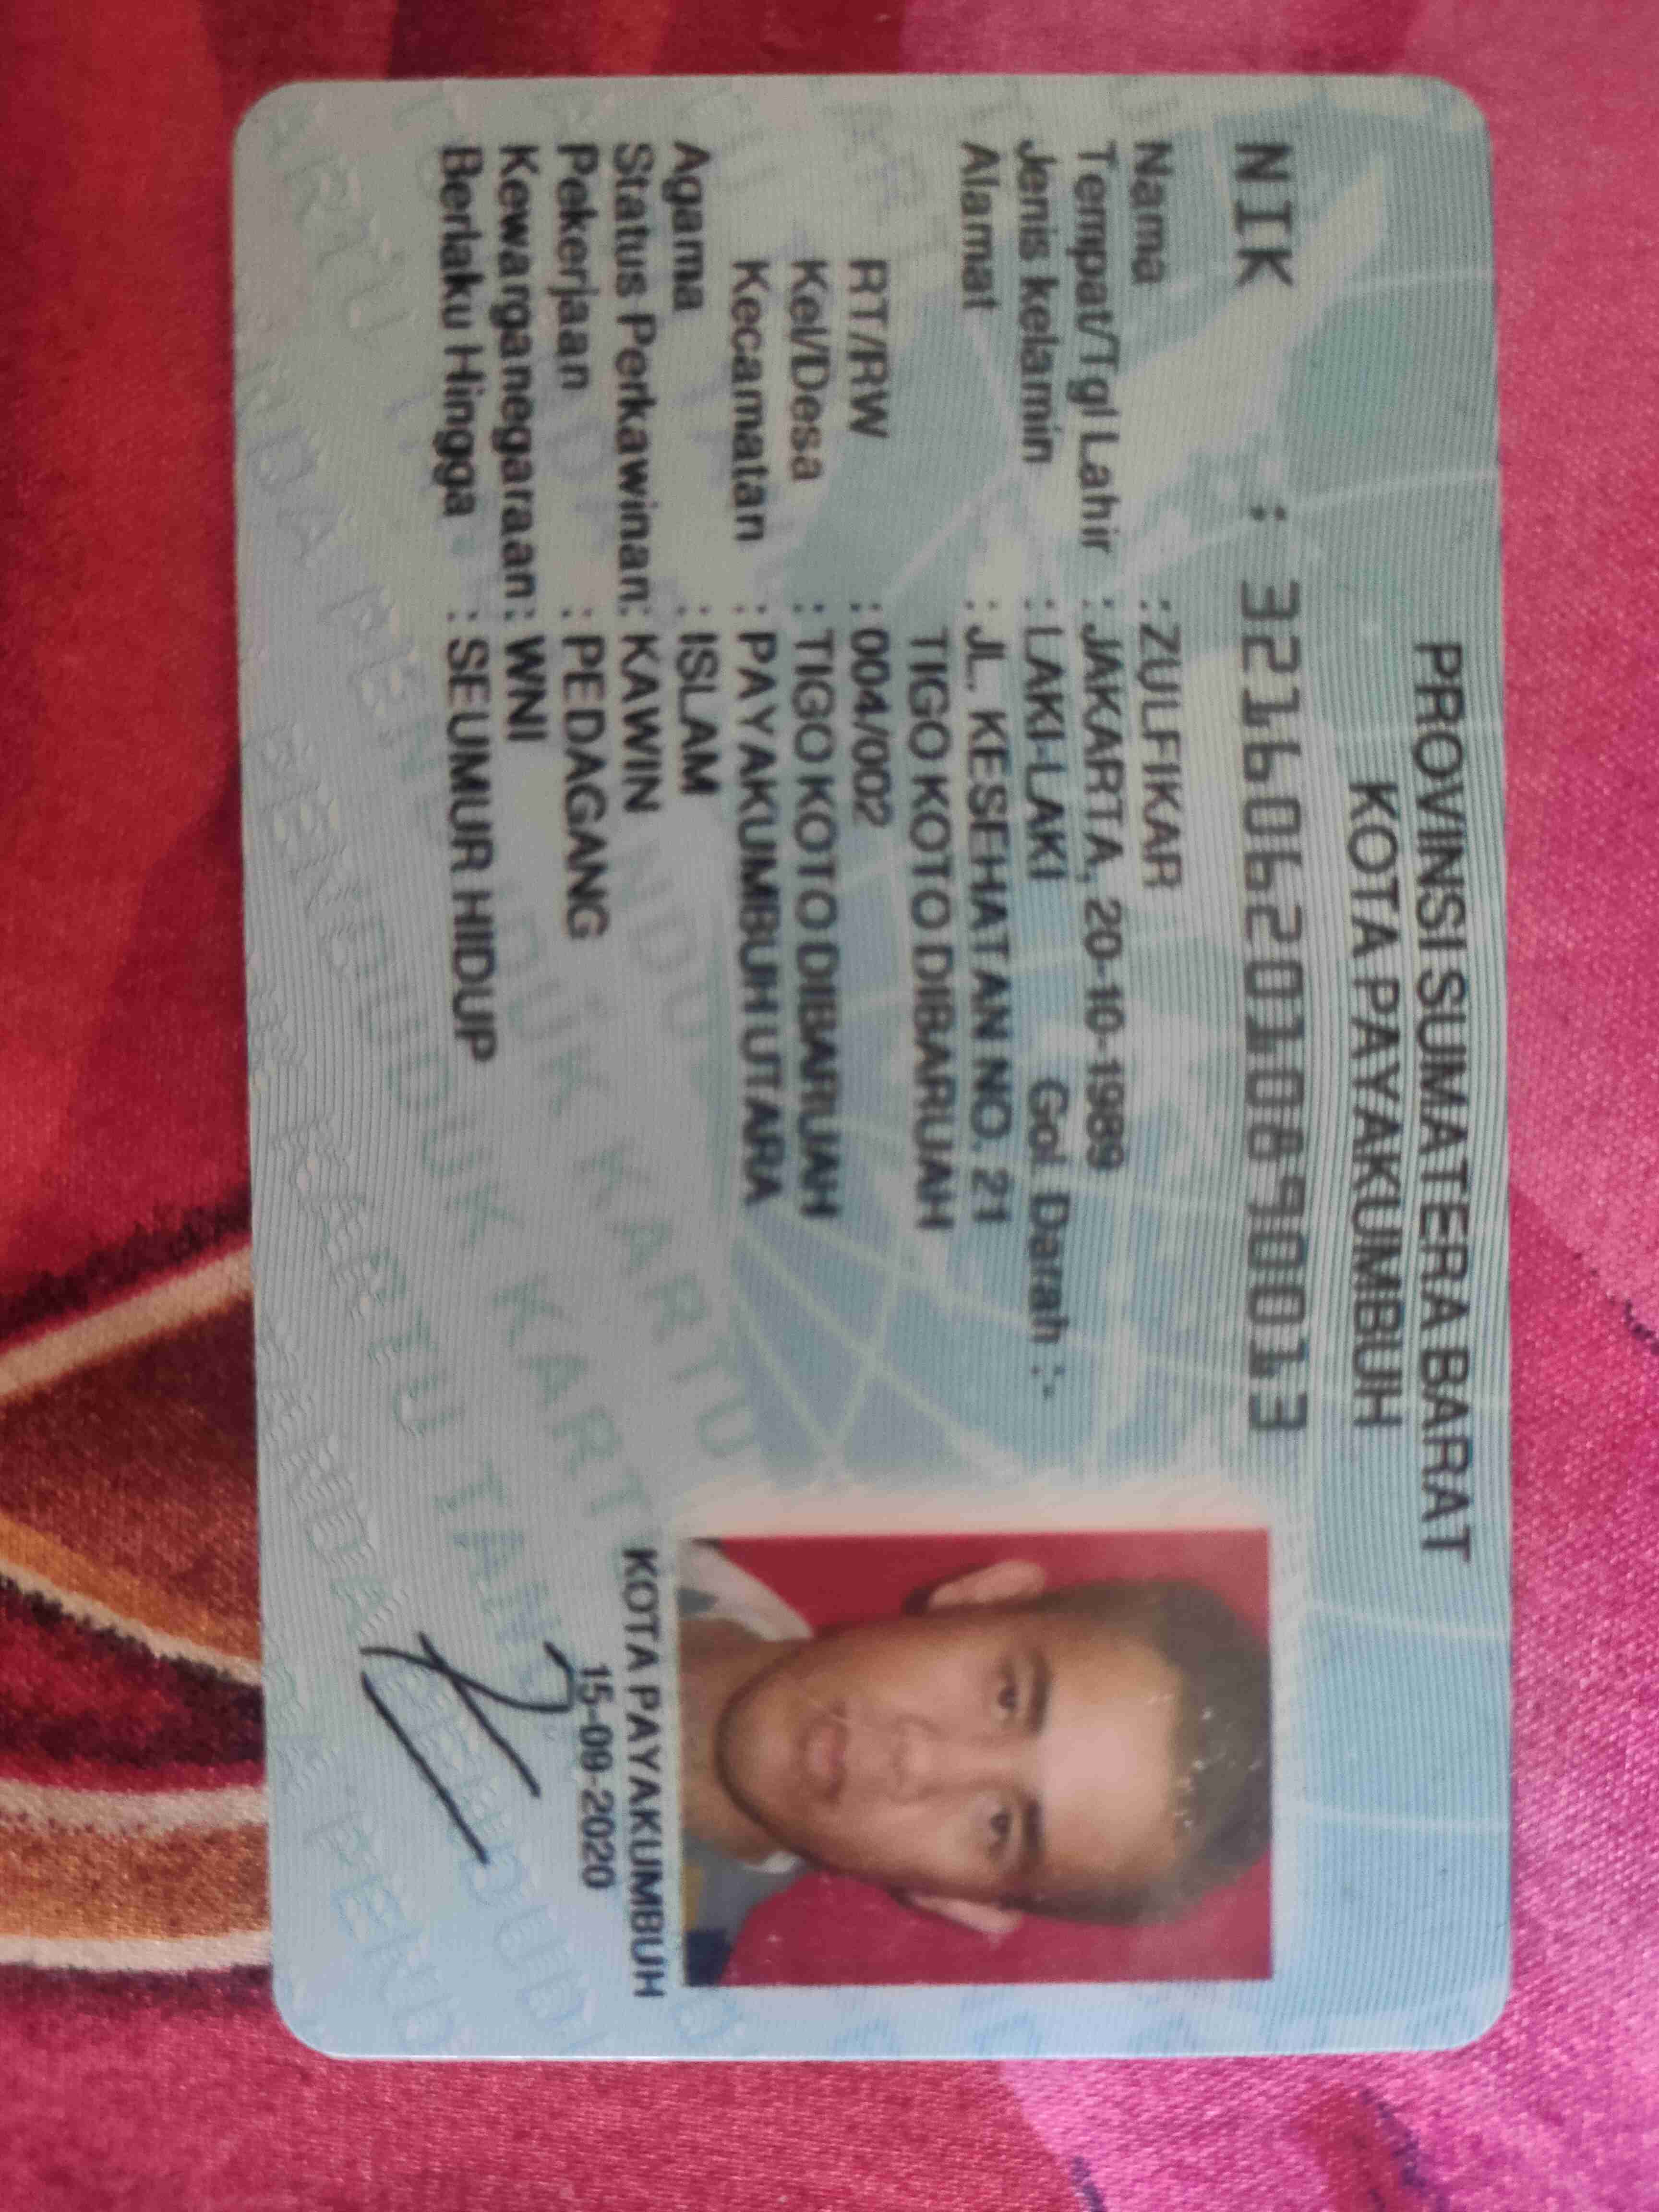 PROVINSI SUMATERA BARAT
KOTA PAYAKUMBUH
NIK : 3216062010890013
Nama : ZULFIKAR
Tempat/Tgl Lahir : JAKARTA, 20-10-1989
Jenis kelamin : LAKI-LAKI Gol. Darah :-
Alamat : JL. KESEHATAN NO. 21
TIGO KOTO DIBARUAH
RT/RW : 004/002
Kel/Desa : TIGO KOTO DIBARUAH
Kecamatan : PAYAKUMBUH UTARA
Agama : ISLAM
Status Perkawinan: KAWIN
Pekerjaan : PEDAGANG
Kewarganegaraan: WNI
Berlaku Hingga : SEUMUR HIDUP
KOTA PAYAKUMBUH
15-09-2020